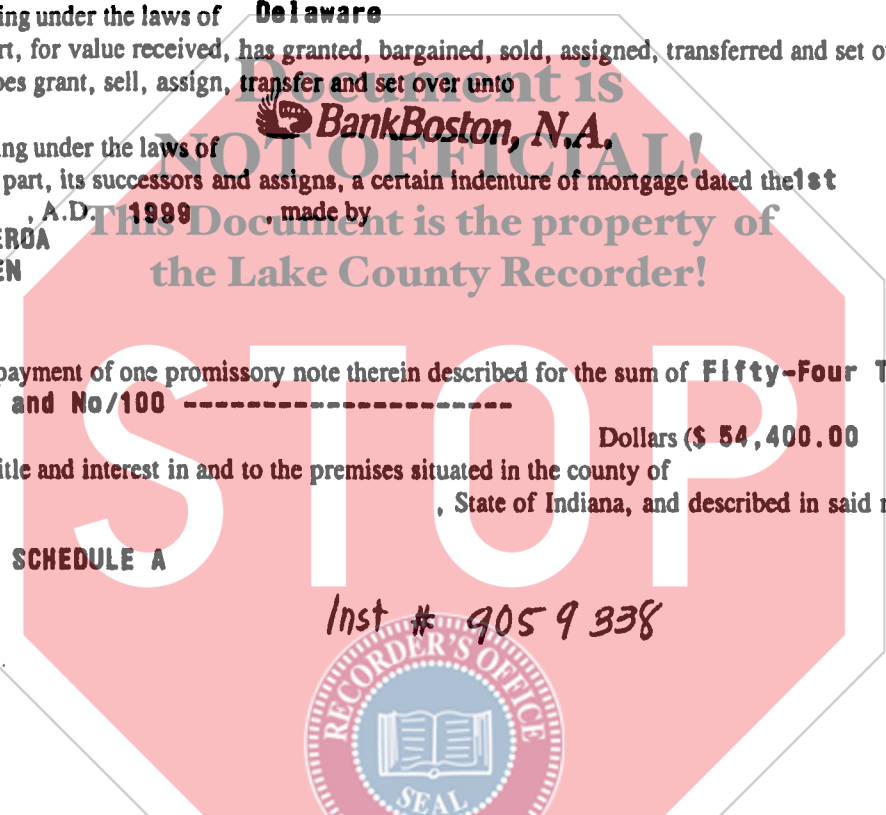 ing under the laws of Delaware
rt, for value received, has granted, bargained, sold, assigned, transferred and set o
oes grant, sell, assign, transfer and set over unto
Document is
BankBoston, N.A.
NOT OFFICIAL!
ing under the laws of
part, its successors and assigns, a certain indenture of mortgage dated the 1st
, A.D. 1999 , made by
This Document is the property of
ERDA
EN
the Lake County Recorder!
STOP
payment of one promissory note therein described for the sum of Fifty-Four T
and No/100 ----------------------
Dollars ($ 54,400.00
itle and interest in and to the premises situated in the county of
, State of Indiana, and described in said
SCHEDULE A
Inst # 9059338
RECORDER'S OFFICE
SEAL